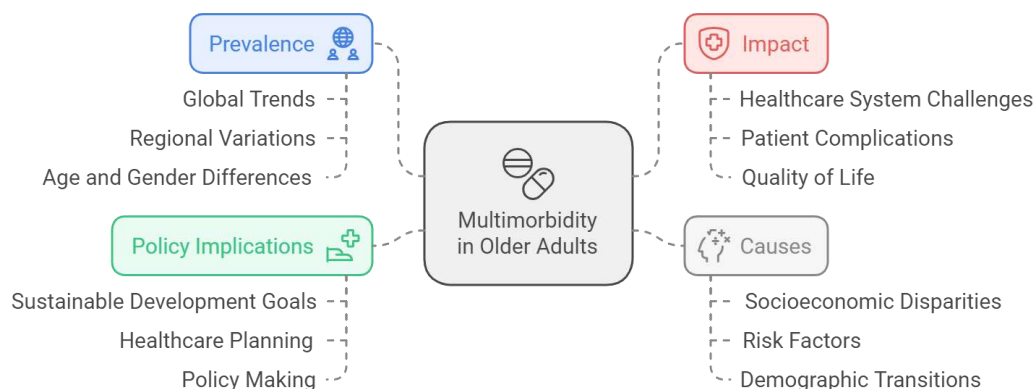 Prevalence
Global Trends
Regional Variations
Age and Gender Differences
Policy Implications
Sustainable Development Goals
Healthcare Planning
Policy Making
Multimorbidity
in Older Adults
Impact
Healthcare System Challenges
Patient Complications
Quality of Life
Causes
Socioeconomic Disparities
Risk Factors
Demographic Transitions